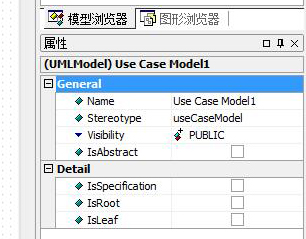 模型浏览器 图形浏览器
属性
(UMLModel) Use Case Model1
General
Name Use Case Model1
Stereotype useCaseModel
Visibility PUBLIC
IsAbstract
Detail
IsSpecification
IsRoot
IsLeaf